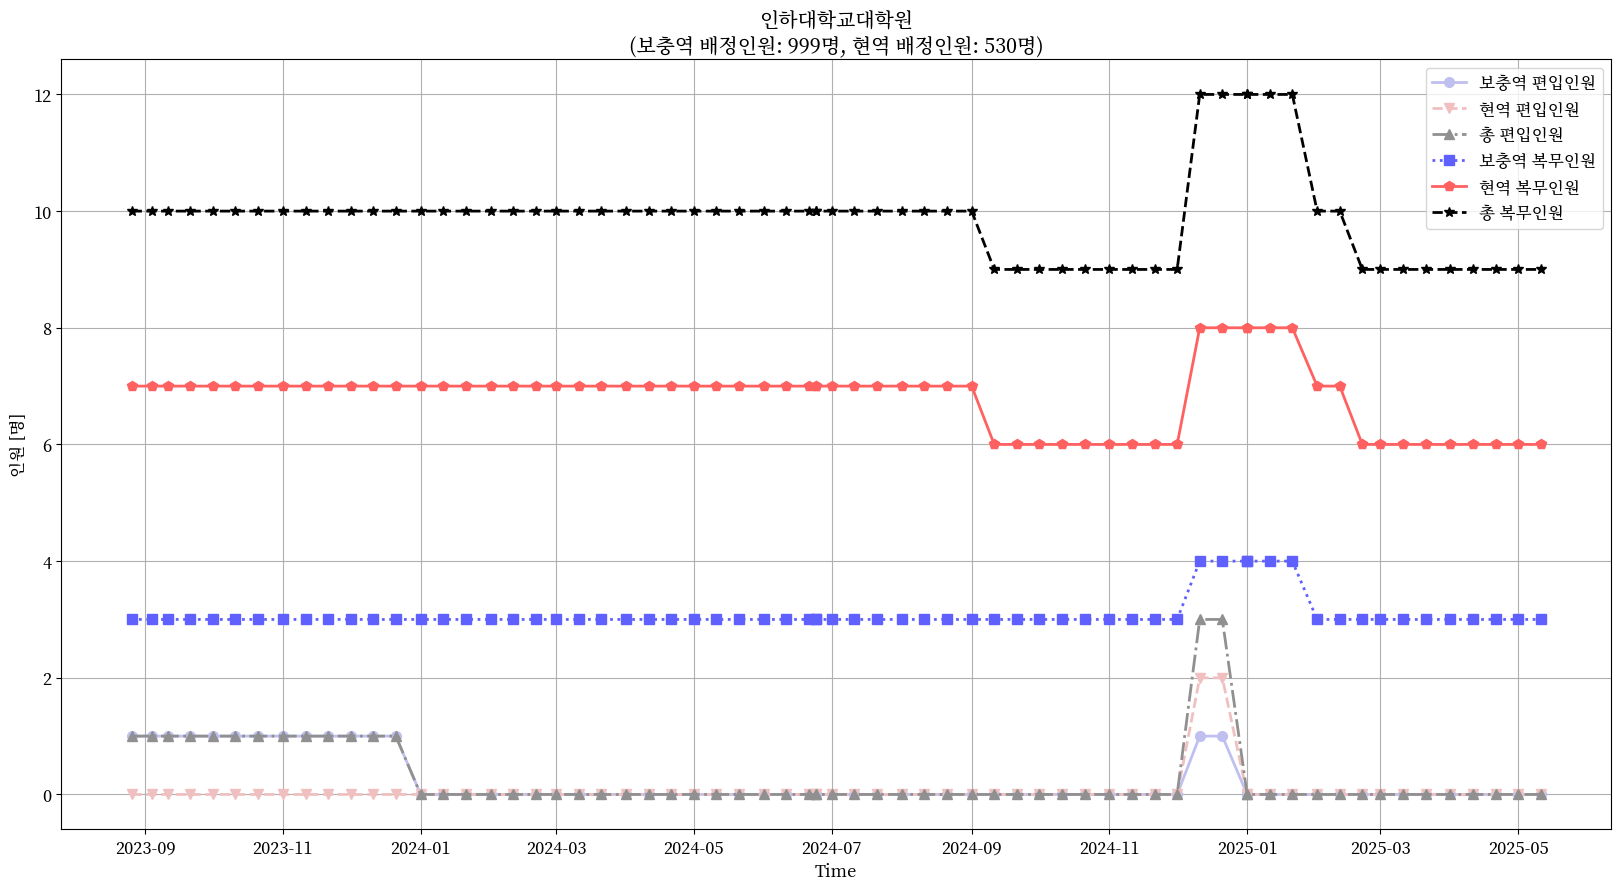 인하대학교대학원
(보충역 배정인원: 999명, 현역 배정인원: 530명)
보충역 편입인원
현역 편입인원
총 편입인원
보충역 복무인원
현역 복무인원
총 복무인원
인원 [명]
12
10
8
6
4
2
0
2023-09 2023-11 2024-01 2024-03 2024-05 2024-07 2024-09 2024-11 2025-01 2025-03 2025-05
Time